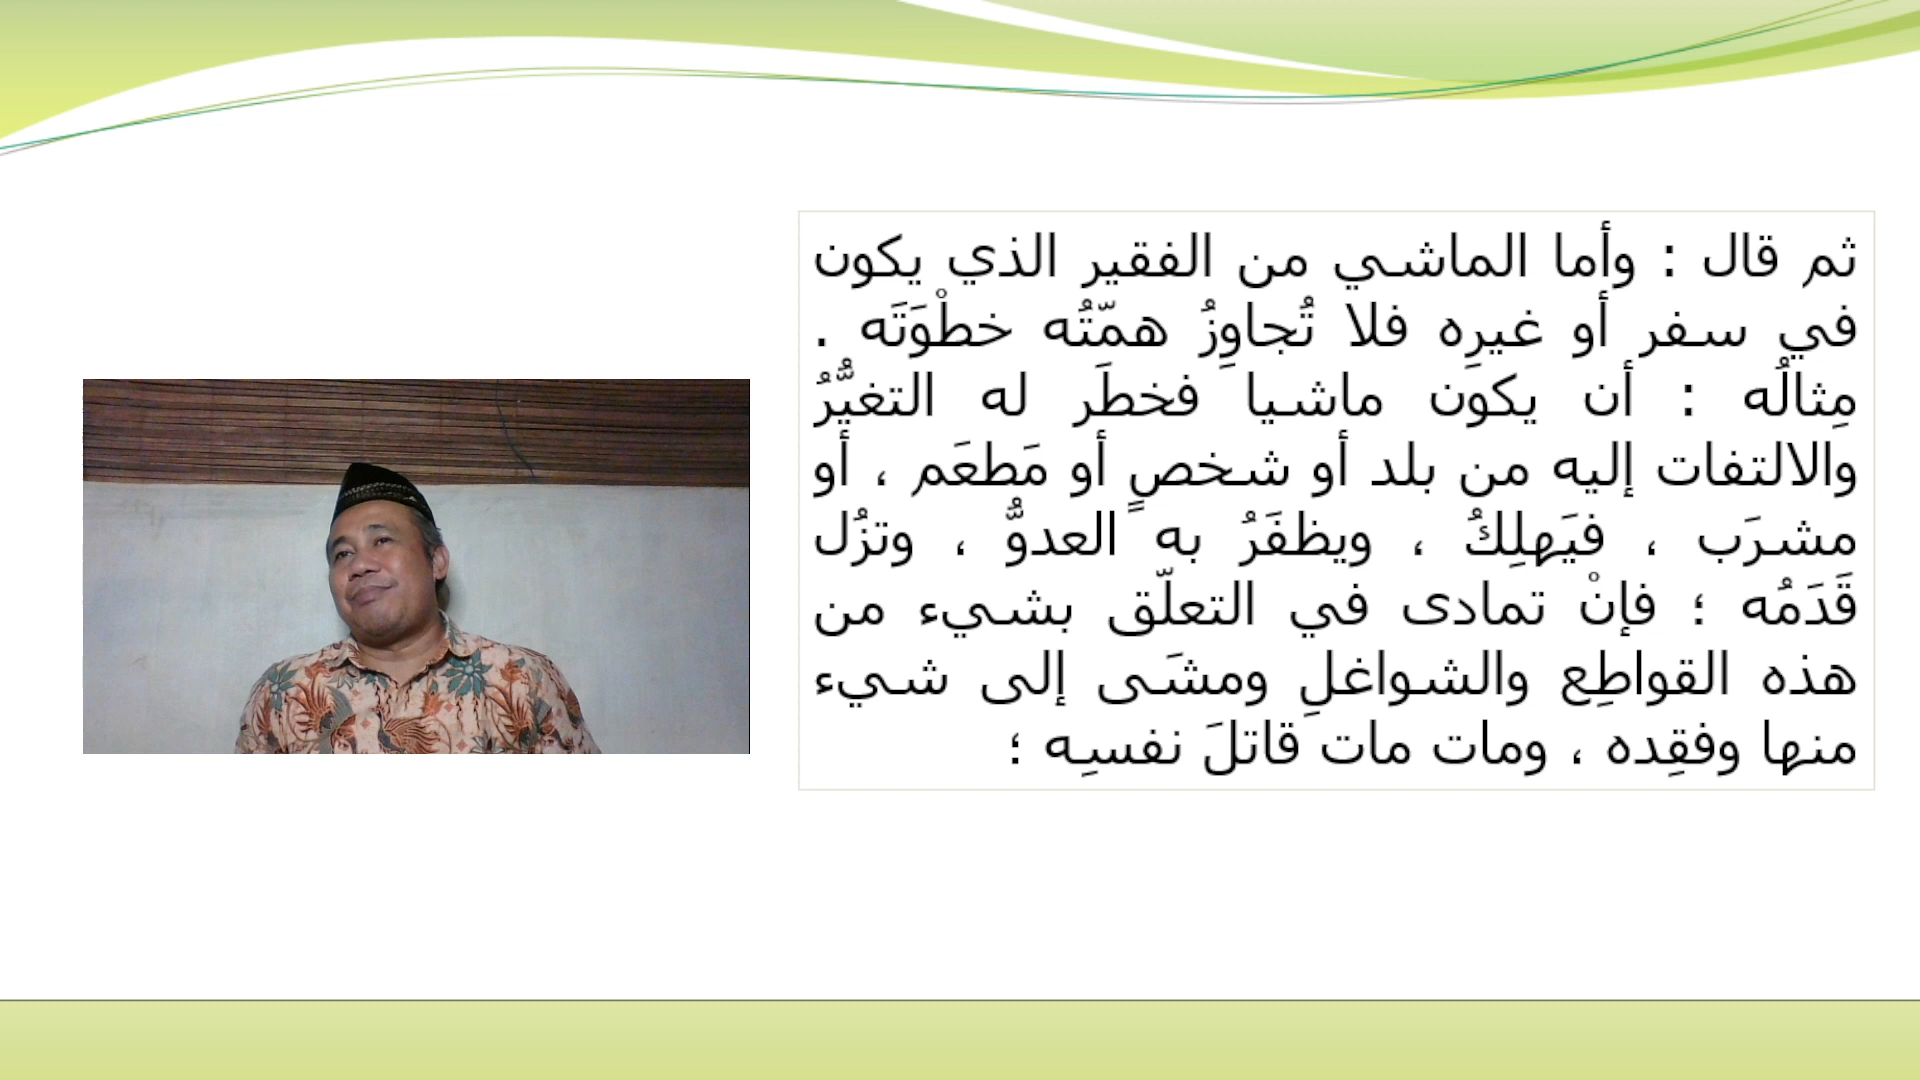 ثم قال : وأما الماشي من الفقير الذي يكون
في سفر أو غيرِه فلا تُجاوِزُ همّتُه خطْوَتَه .
مِثالُه : أن يكون ماشيا فخطَر له التغيُّرُ
والالتفات إليه من بلد أو شخصٍ أو مَطعَم ، أو
مشرَب ، فيَهلِكُ ، ويظفَرُ به العدوُّ ، وتزُل
قَدَمُه ؛ فإنْ تمادى في التعلّق بشيء من
هذه القواطِع والشواغلِ ومشَى إلى شيء
منها وفقِده ، ومات مات قاتلَ نفسِه ؛